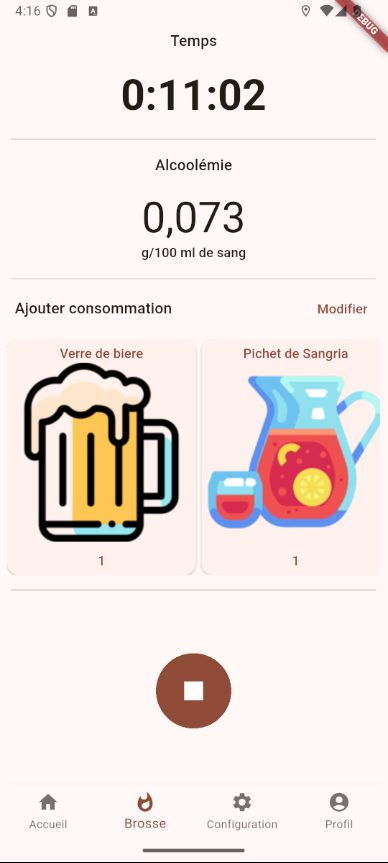 4:16
DEBUG
Temps
0:11:02
Alcoolémie
0,073
g/100 ml de sang
Ajouter consommation
Modifier
Verre de biere
Pichet de Sangria
1
1
Accueil
Brosse
Configuration
Profil